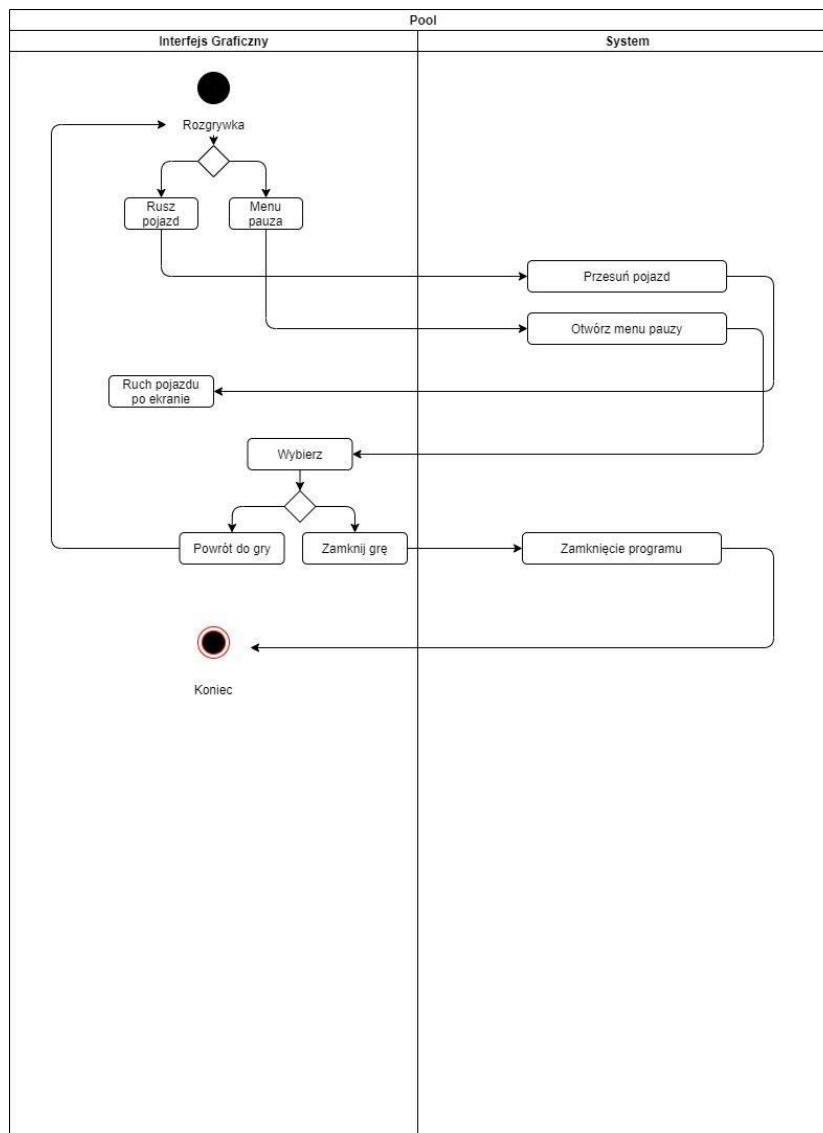 Pool
Interfejs Graficzny
System
Rozgrywka
Rusz
pojazd
Menu
pauza
Przesuń pojazd
Otwórz menu pauzy
Ruch pojazdu
po ekranie
Wybierz
Powrót do gry
Zamknij grę
Zamknięcie programu
Koniec